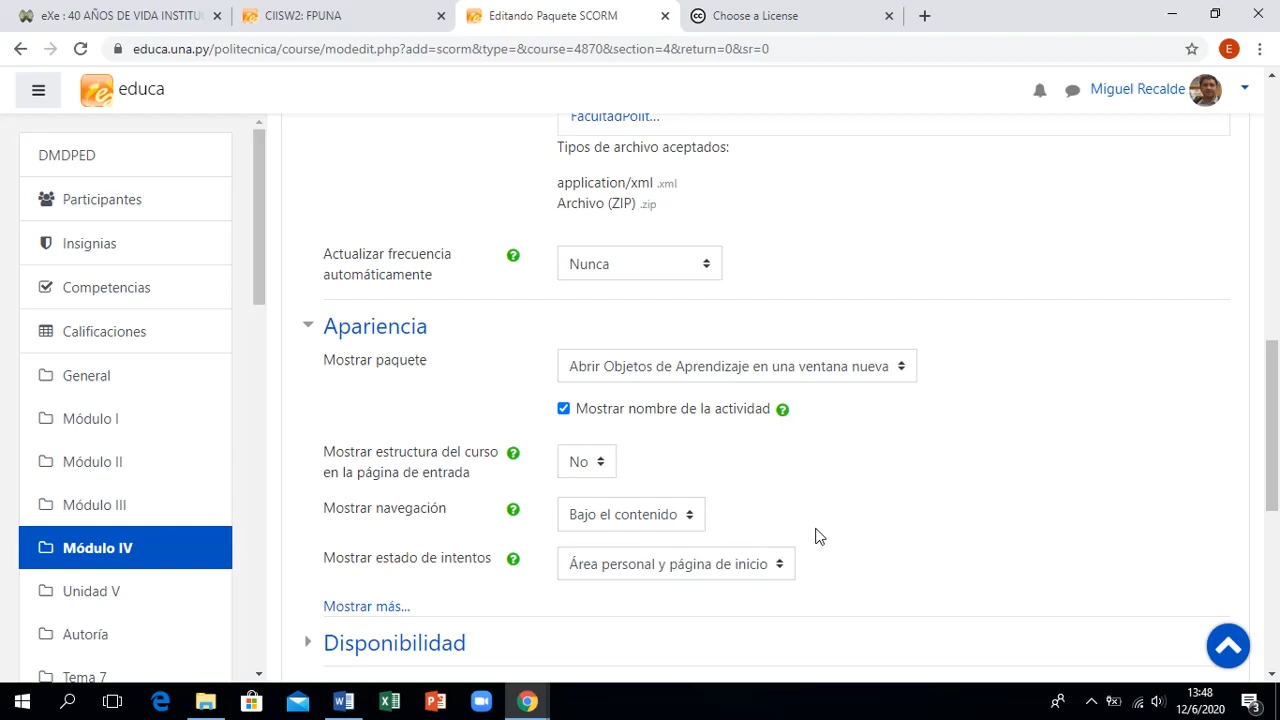 eXe : 40 AÑOS DE VIDA INSTITU
CIISW2: FPUNA
Editando Paquete SCORM
Choose a License
educa.una.py/politecnica/course/modedit.php?add=scorm&type=&course=4870&section=4&return=0&sr=0
E
educa
Miguel Recalde
DMDPED
Participantes
Insignias
Competencias
Calificaciones
General
Módulo I
Módulo II
Módulo III
Módulo IV
Unidad V
Autoría
Tema 7
FacultadPolit...
Tipos de archivo aceptados:
application/xml .xml
Archivo (ZIP) .zip
Actualizar frecuencia
automáticamente
Nunca
Apariencia
Mostrar paquete
Abrir Objetos de Aprendizaje en una ventana nueva
Mostrar nombre de la actividad
Mostrar estructura del curso
en la página de entrada
No
Mostrar navegación
Bajo el contenido
Mostrar estado de intentos
Área personal y página de inicio
Mostrar más...
Disponibilidad
13:48
12/6/2020
3